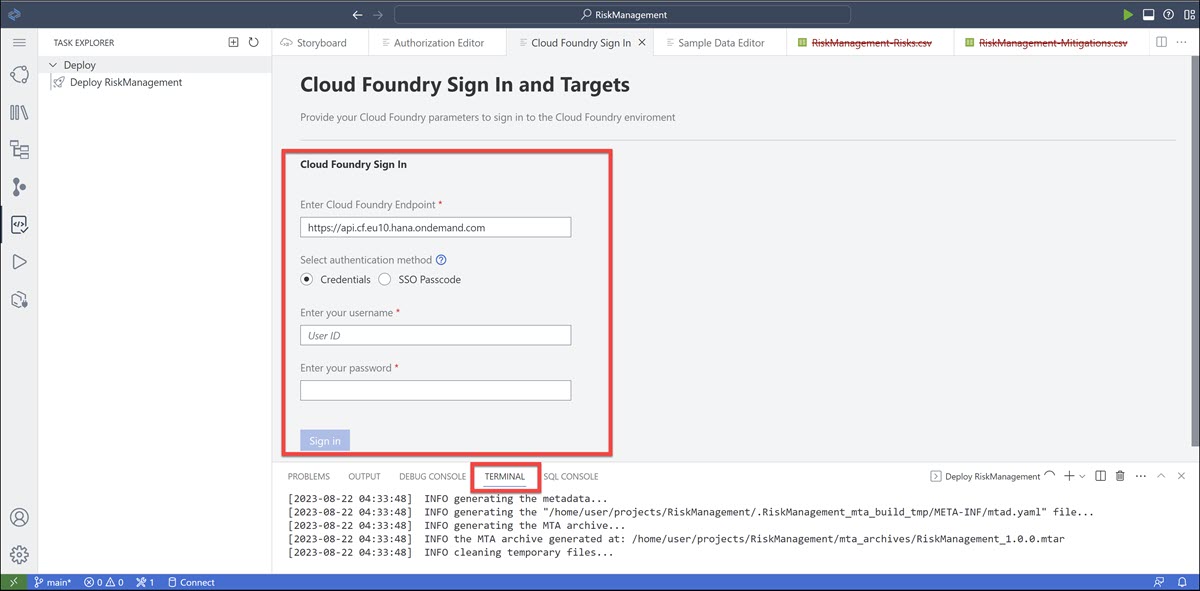 RiskManagement
TASK EXPLORER
Deploy
Deploy RiskManagement
Storyboard
Authorization Editor
Cloud Foundry Sign In
Sample Data Editor
RiskManagement-Risks.csv
RiskManagement-Mitigations.csv
Cloud Foundry Sign In and Targets
Provide your Cloud Foundry parameters to sign in to the Cloud Foundry enviroment
Cloud Foundry Sign In
Enter Cloud Foundry Endpoint *
https://api.cf.eu10.hana.ondemand.com
Select authentication method
Credentials SSO Passcode
Enter your username *
User ID
Enter your password *
Sign in
PROBLEMS OUTPUT DEBUG CONSOLE TERMINAL SQL CONSOLE
Deploy RiskManagement
[2023-08-22 04:33:48] INFO generating the metadata...
[2023-08-22 04:33:48] INFO generating the "/home/user/projects/RiskManagement/.RiskManagement_mta_build_tmp/META-INF/mtad.yaml" file...
[2023-08-22 04:33:48] INFO generating the MTA archive...
[2023-08-22 04:33:48] INFO the MTA archive generated at: /home/user/projects/RiskManagement/mta_archives/RiskManagement_1.0.0.mtar
[2023-08-22 04:33:48] INFO cleaning temporary files...
main* 0 0 1 Connect